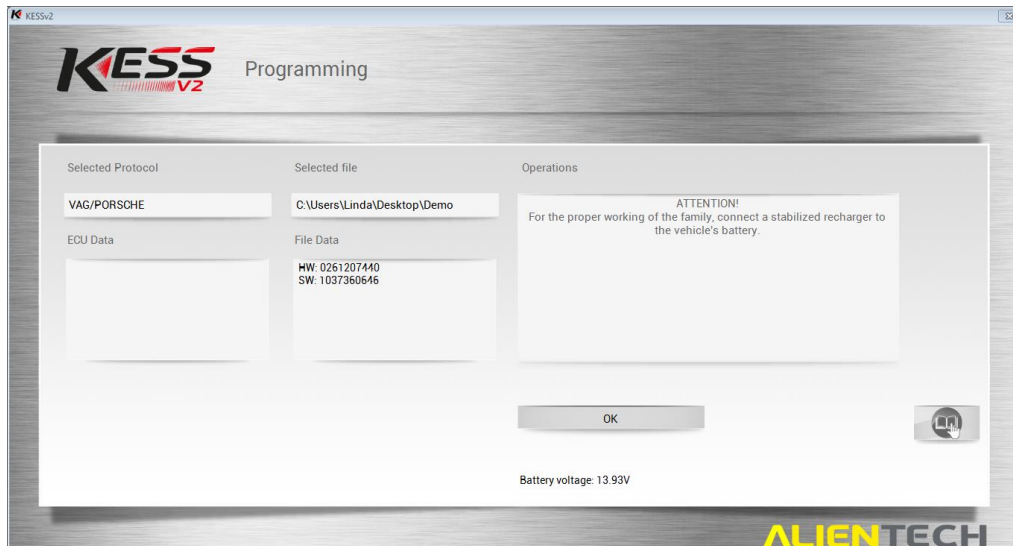 KESSv2
KESS
V2
Programming
Selected Protocol
Selected file
Operations
VAG/PORSCHE
C:\Users\Linda\Desktop\Demo
ATTENTION!
For the proper working of the family, connect a stabilized recharger to
the vehicle's battery.
ECU Data
File Data
HW: 0261207440
SW: 1037360646
OK
Battery voltage: 13.93V
ALIENTECH